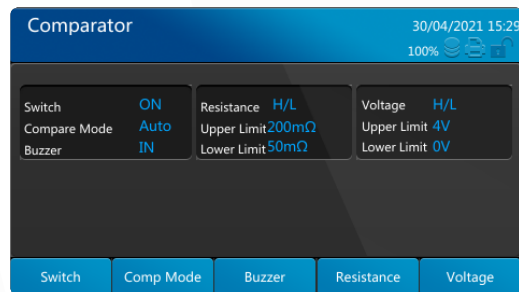 Comparator
30/04/2021 15:29
100%
Switch ON
Compare Mode Auto
Buzzer IN
Resistance H/L
Upper Limit 200mΩ
Lower Limit 50mΩ
Voltage H/L
Upper Limit 4V
Lower Limit 0V
Switch Comp Mode Buzzer Resistance Voltage